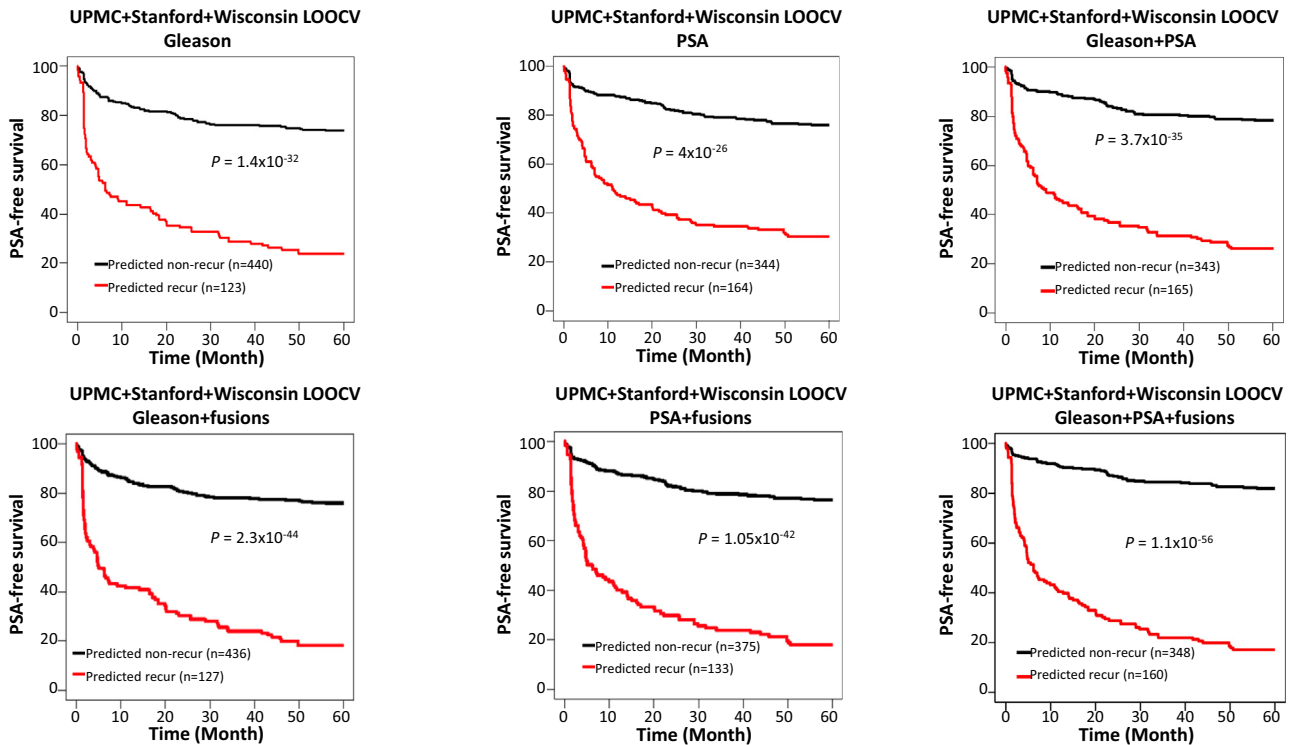 UPMC+Stanford+Wisconsin LOOCV
Gleason
PSA-free survival
100
80
60
40
20
0
P = 1.4x10-32
Predicted non-recur (n=440)
Predicted recur (n=123)
0 10 20 30 40 50 60
Time (Month)
UPMC+Stanford+Wisconsin LOOCV
PSA
PSA-free survival
100
80
60
40
20
0
P = 4x10-26
Predicted non-recur (n=344)
Predicted recur (n=164)
0 10 20 30 40 50 60
Time (Month)
UPMC+Stanford+Wisconsin LOOCV
Gleason+PSA
PSA-free survival
100
80
60
40
20
0
P = 3.7x10-35
Predicted non-recur (n=343)
Predicted recur (n=165)
0 10 20 30 40 50 60
Time (Month)
UPMC+Stanford+Wisconsin LOOCV
Gleason+fusions
PSA-free survival
100
80
60
40
20
0
P = 2.3x10-44
Predicted non-recur (n=436)
Predicted recur (n=127)
0 10 20 30 40 50 60
Time (Month)
UPMC+Stanford+Wisconsin LOOCV
PSA+fusions
PSA-free survival
100
80
60
40
20
0
P = 1.05x10-42
Predicted non-recur (n=375)
Predicted recur (n=133)
0 10 20 30 40 50 60
Time (Month)
UPMC+Stanford+Wisconsin LOOCV
Gleason+PSA+fusions
PSA-free survival
100
80
60
40
20
0
P = 1.1x10-56
Predicted non-recur (n=348)
Predicted recur (n=160)
0 10 20 30 40 50 60
Time (Month)